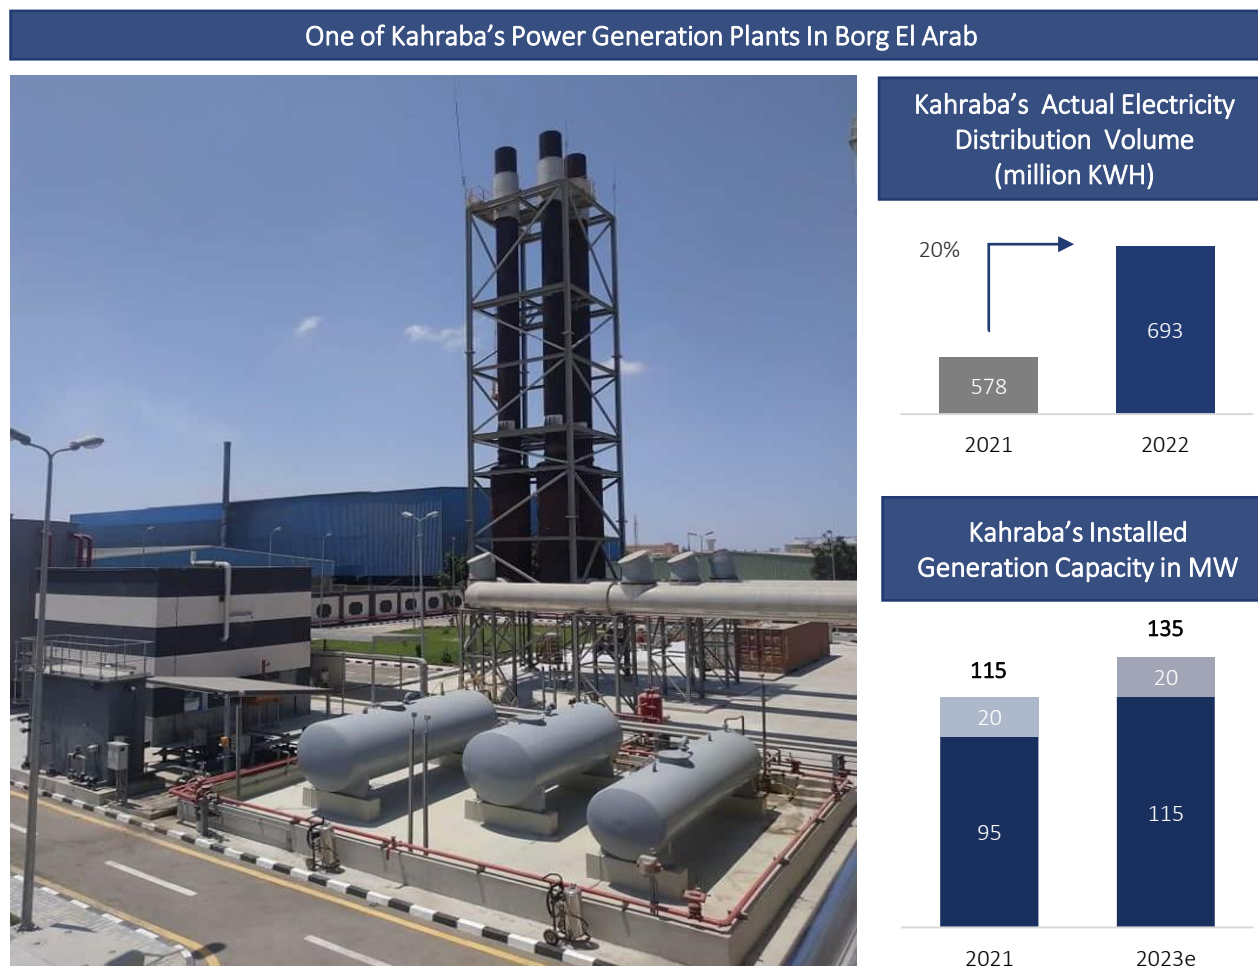 One of Kahraba’s Power Generation Plants In Borg El Arab
Kahraba’s Actual Electricity
Distribution Volume
(million KWH)
20%
693
578
2021
2022
Kahraba’s Installed
Generation Capacity in MW
135
115
20
20
95
115
2021
2023e